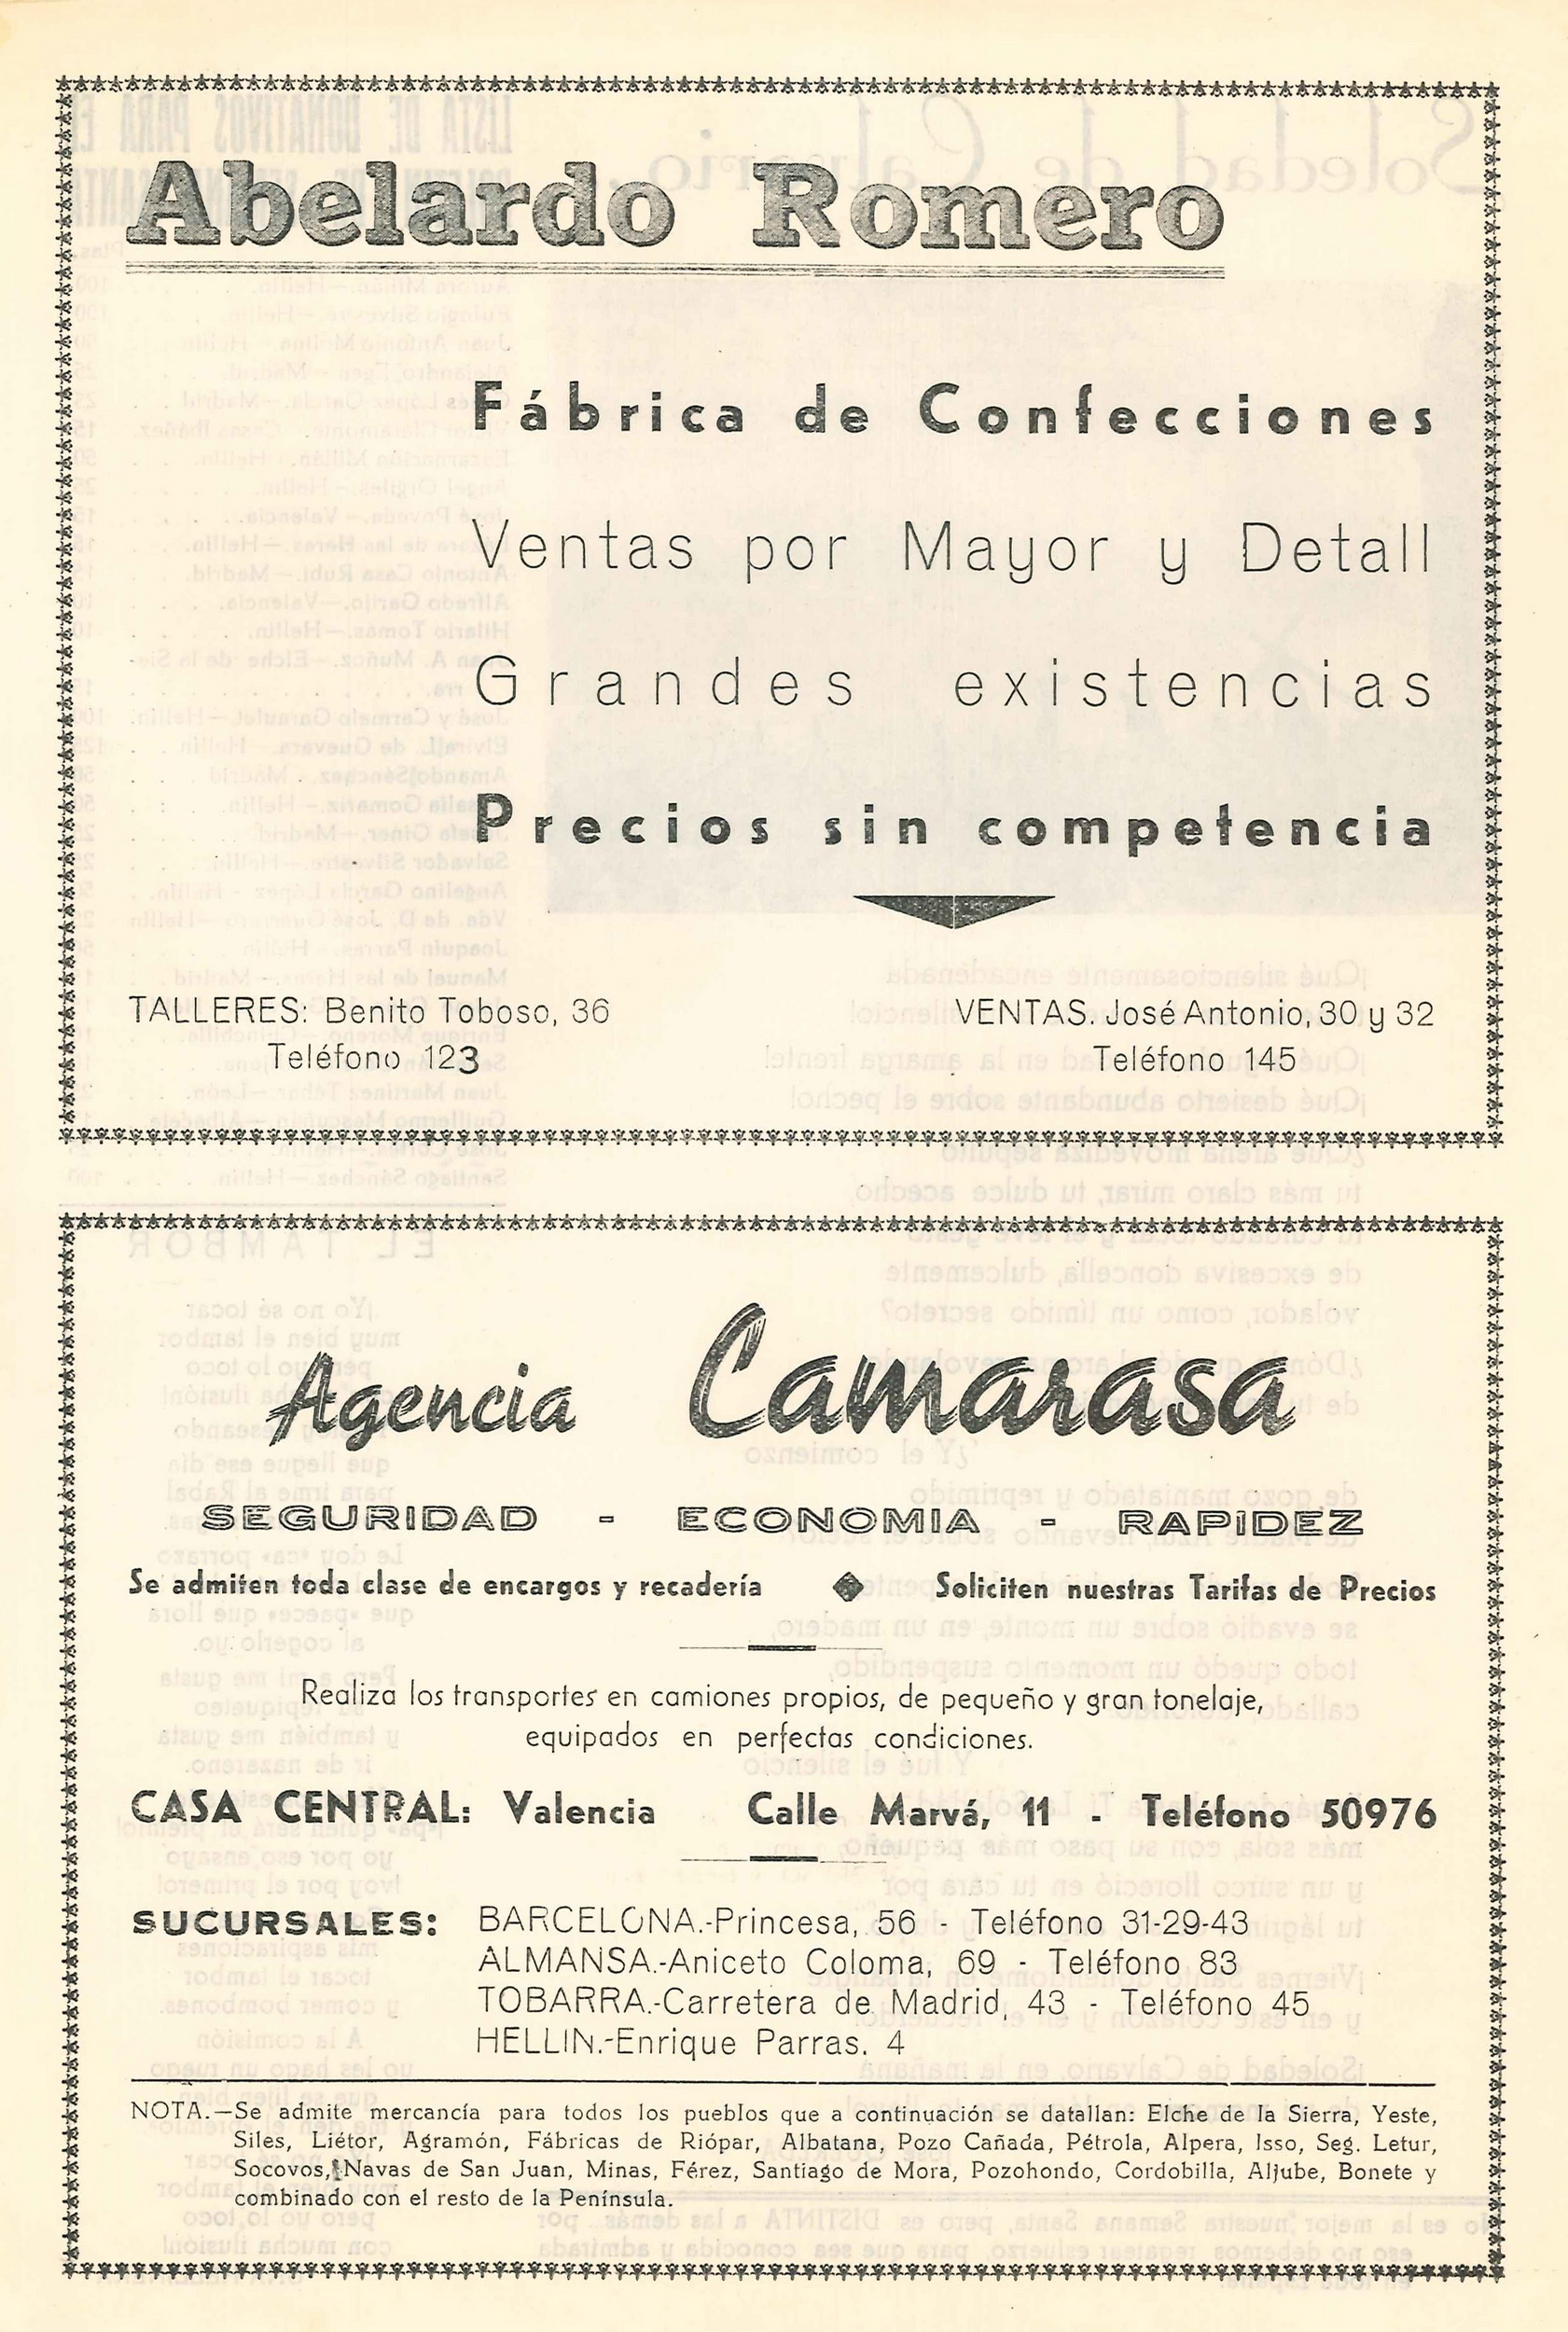 Abelardo Romero
Fábrica de Confecciones
Ventas por Mayor y Detall
Grandes existencias
Precios sin competencia
TALLERES: Benito Toboso, 36
Teléfono 123
VENTAS. José Antonio, 30 y 32
Teléfono 145
Agencia Camarasa
SEGURIDAD - ECONOMIA - RAPIDEZ
Se admiten toda clase de encargos y recadería ◆ Soliciten nuestras Tarifas de Precios
Realiza los transportes en camiones propios, de pequeño y gran tonelaje,
equipados en perfectas condiciones.
CASA CENTRAL: Valencia Calle Marvá, 11 - Teléfono 50976
SUCURSALES: BARCELONA.-Princesa, 56 - Teléfono 31-29-43
ALMANSA.-Aniceto Coloma, 69 - Teléfono 83
TOBARRA.-Carretera de Madrid, 43 - Teléfono 45
HELLIN.-Enrique Parras. 4
NOTA.—Se admite mercancía para todos los pueblos que a continuación se datallan: Elche de la Sierra, Yeste,
Siles, Liétor, Agramón, Fábricas de Riópar, Albatana, Pozo Cañada, Pétrola, Alpera, Isso, Seg. Letur,
Socovos, Navas de San Juan, Minas, Férez, Santiago de Mora, Pozohondo, Cordobilla, Aljube, Bonete y
combinado con el resto de la Península.